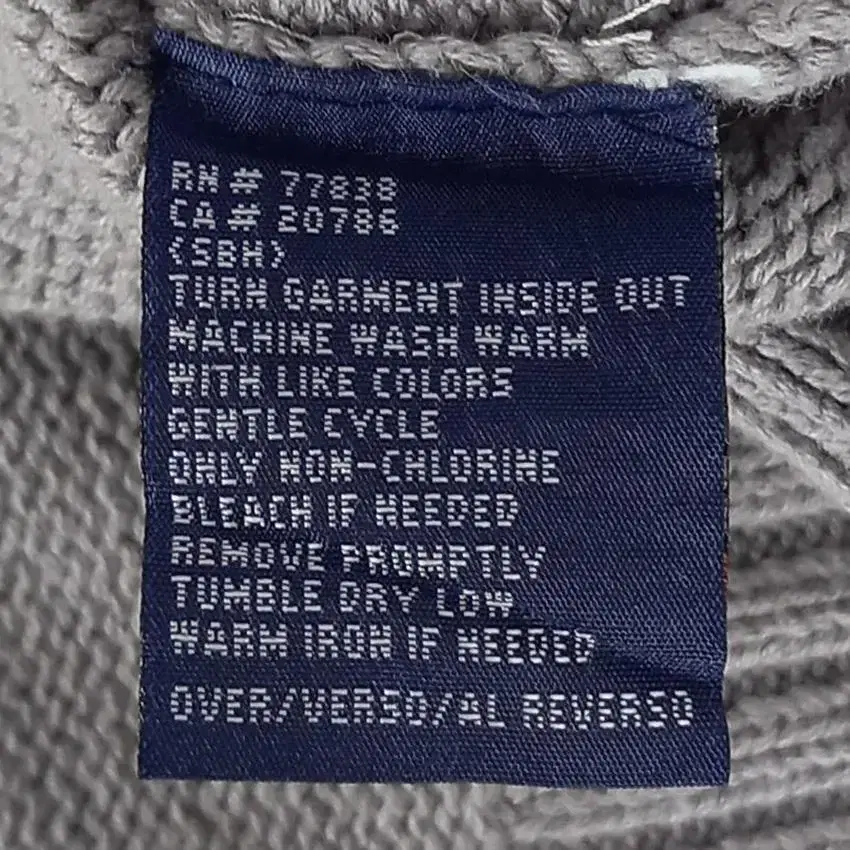 RN # 77838
CA # 20786
(SBH)
TURN GARMENT INSIDE OUT
MACHINE WASH WARM
WITH LIKE COLORS
GENTLE CYCLE
ONLY NON-CHLORINE
BLEACH IF NEEDED
REMOVE PROMPTLY
TUMBLE DRY LOW
WARM IRON IF NEEDED
OVER/VERSO/AL REVERSO